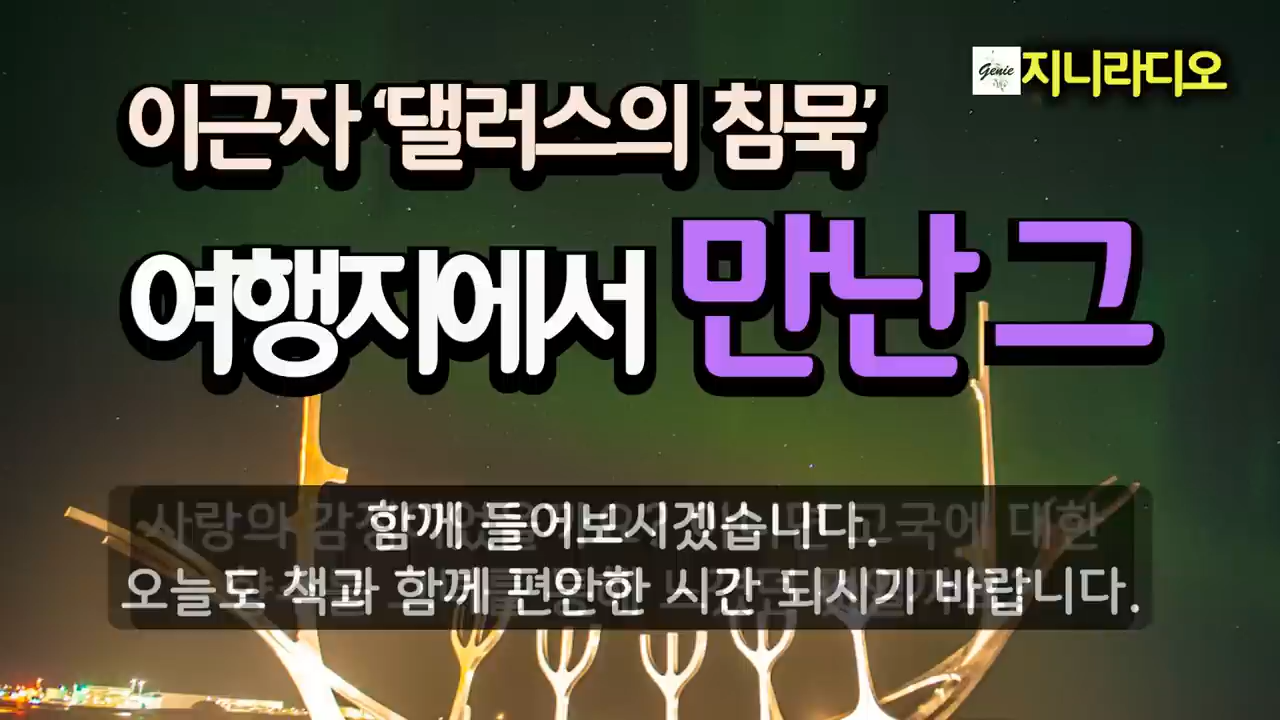 Genie 지니라디오
이근자 ‘댈러스의 침묵’
여행지에서 만난 그
함께 들어보시겠습니다.
오늘도 책과 함께 편안한 시간 되시기 바랍니다.